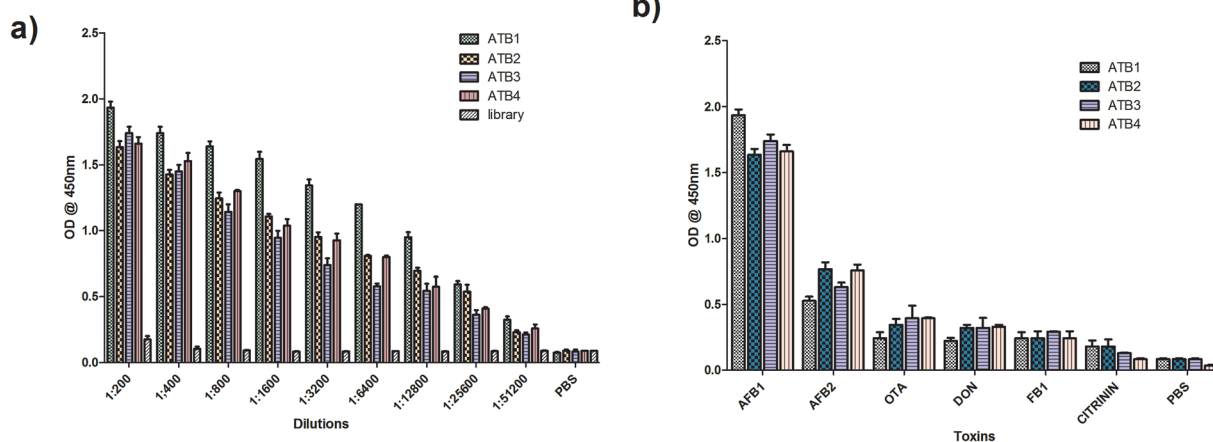 a)
2.5
2.0
1.5
1.0
0.5
0.0
OD @ 450nm
ATB1
ATB2
ATB3
ATB4
library
1:200
1:400
1:800
1:1600
1:3200
1:6400
1:12800
1:25600
1:51200
PBS
Dilutions
b)
2.5
2.0
1.5
1.0
0.5
0.0
OD @ 450nm
ATB1
ATB2
ATB3
ATB4
AFB1
AFB2
OTA
DON
FB1
CITRININ
PBS
Toxins